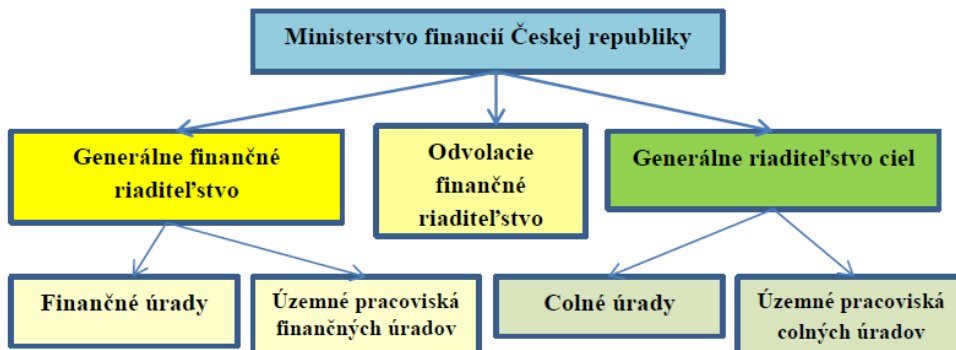 Ministerstvo financií Českej republiky
Generálne finančné
riaditeľstvo
Odvolacie
finančné
riaditeľstvo
Generálne riaditeľstvo ciel
Finančné úrady
Územné pracoviská
finančných úradov
Colné úrady
Územné pracoviská
colných úradov